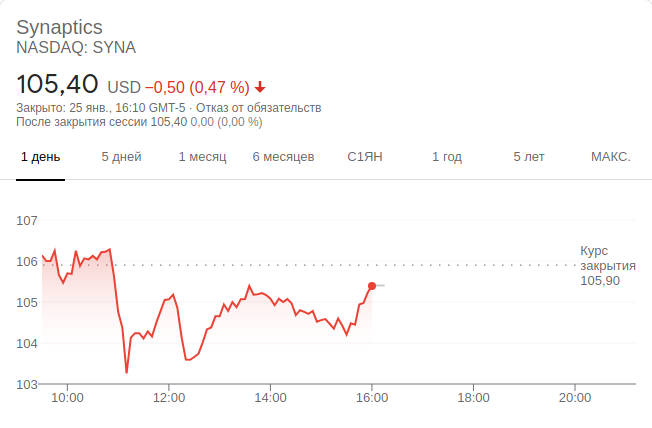 Synaptics
NASDAQ: SYNA
105,40 USD −0,50 (0,47 %)
Закрыто: 25 янв., 16:10 GMT-5 · Отказ от обязательств
После закрытия сессии 105,40 0,00 (0,00 %)
1 день 5 дней 1 месяц 6 месяцев С1ЯН 1 год 5 лет МАКС.
107
106
105
104
103
Курс
закрытия
105,90
10:00 12:00 14:00 16:00 18:00 20:00